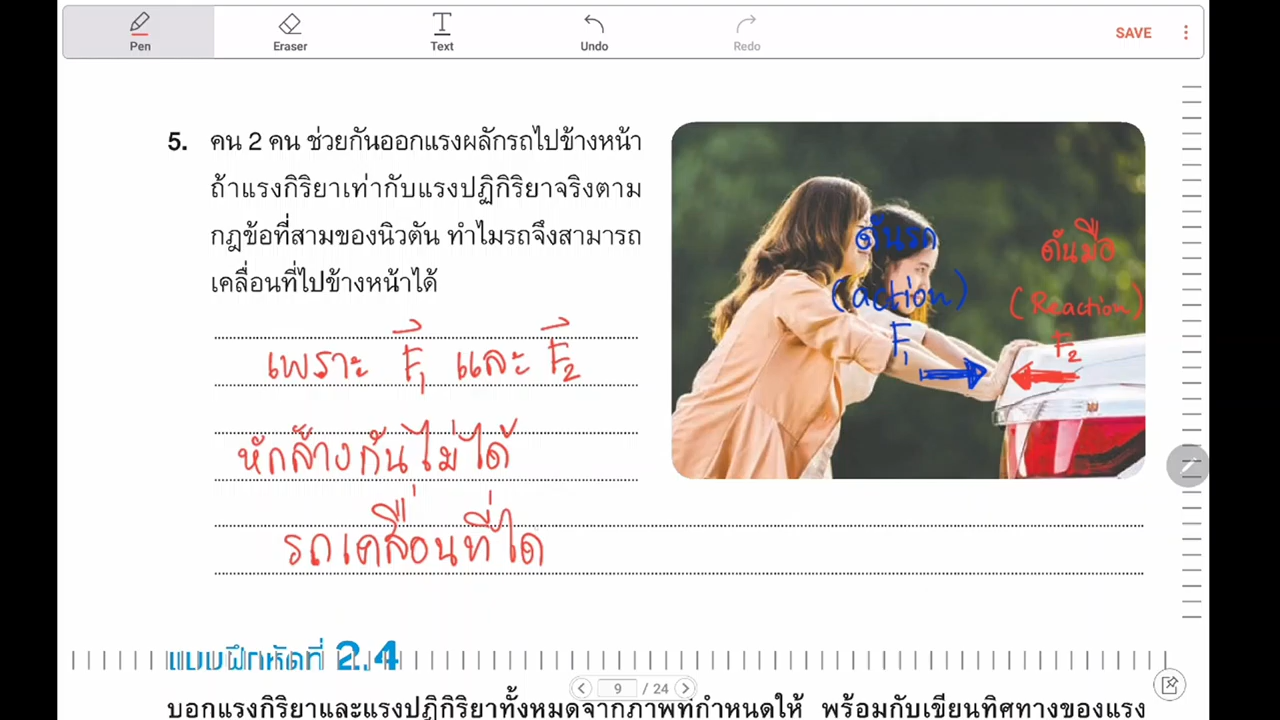 Pen
Eraser
Text
Undo
Redo
SAVE
5. คน 2 คน ช่วยกันออกแรงผลักรถไปข้างหน้า
ถ้าแรงกิริยาเท่ากับแรงปฏิกิริยาจริงตาม
กฎข้อที่สามของนิวตัน ทำไมรถจึงสามารถ
เคลื่อนที่ไปข้างหน้าได้
ดันรถ
(action)
F₁
ดันมือ
(Reaction)
F₂
เพราะ F₁ และ F₂
หักล้างกันไม่ได้
รถเคลื่อนที่ได
แบบฝึกหัดที่ 2.4
9 / 24
บอกแรงกิริยาและแรงปฏิกิริยาทั้งหมดจากภาพที่กำหนดให้ พร้อมกับเขียนทิศทางของแรง